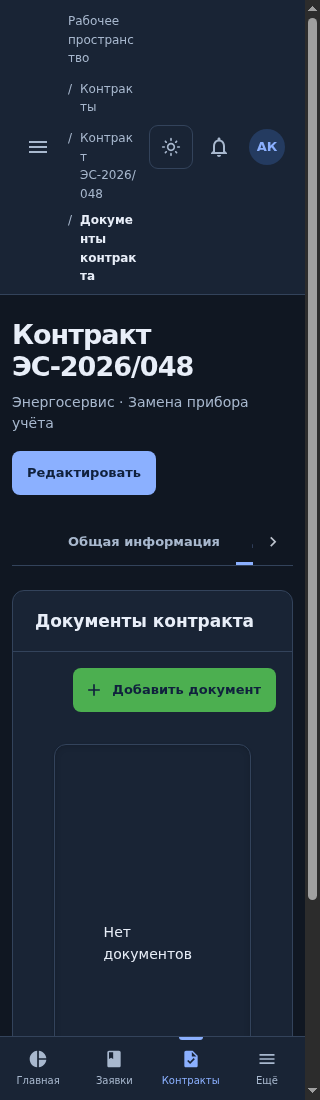 Рабочее
пространс
тво
/ Контрак
ты
/ Контрак
т
ЭС-2026/
048
/ Докуме
нты
контрак
та
АК
Контракт
ЭС-2026/048
Энергосервис · Замена прибора
учёта
Редактировать
Общая информация
Документы контракта
+ Добавить документ
Нет
документов
Главная
Заявки
Контракты
Ещё